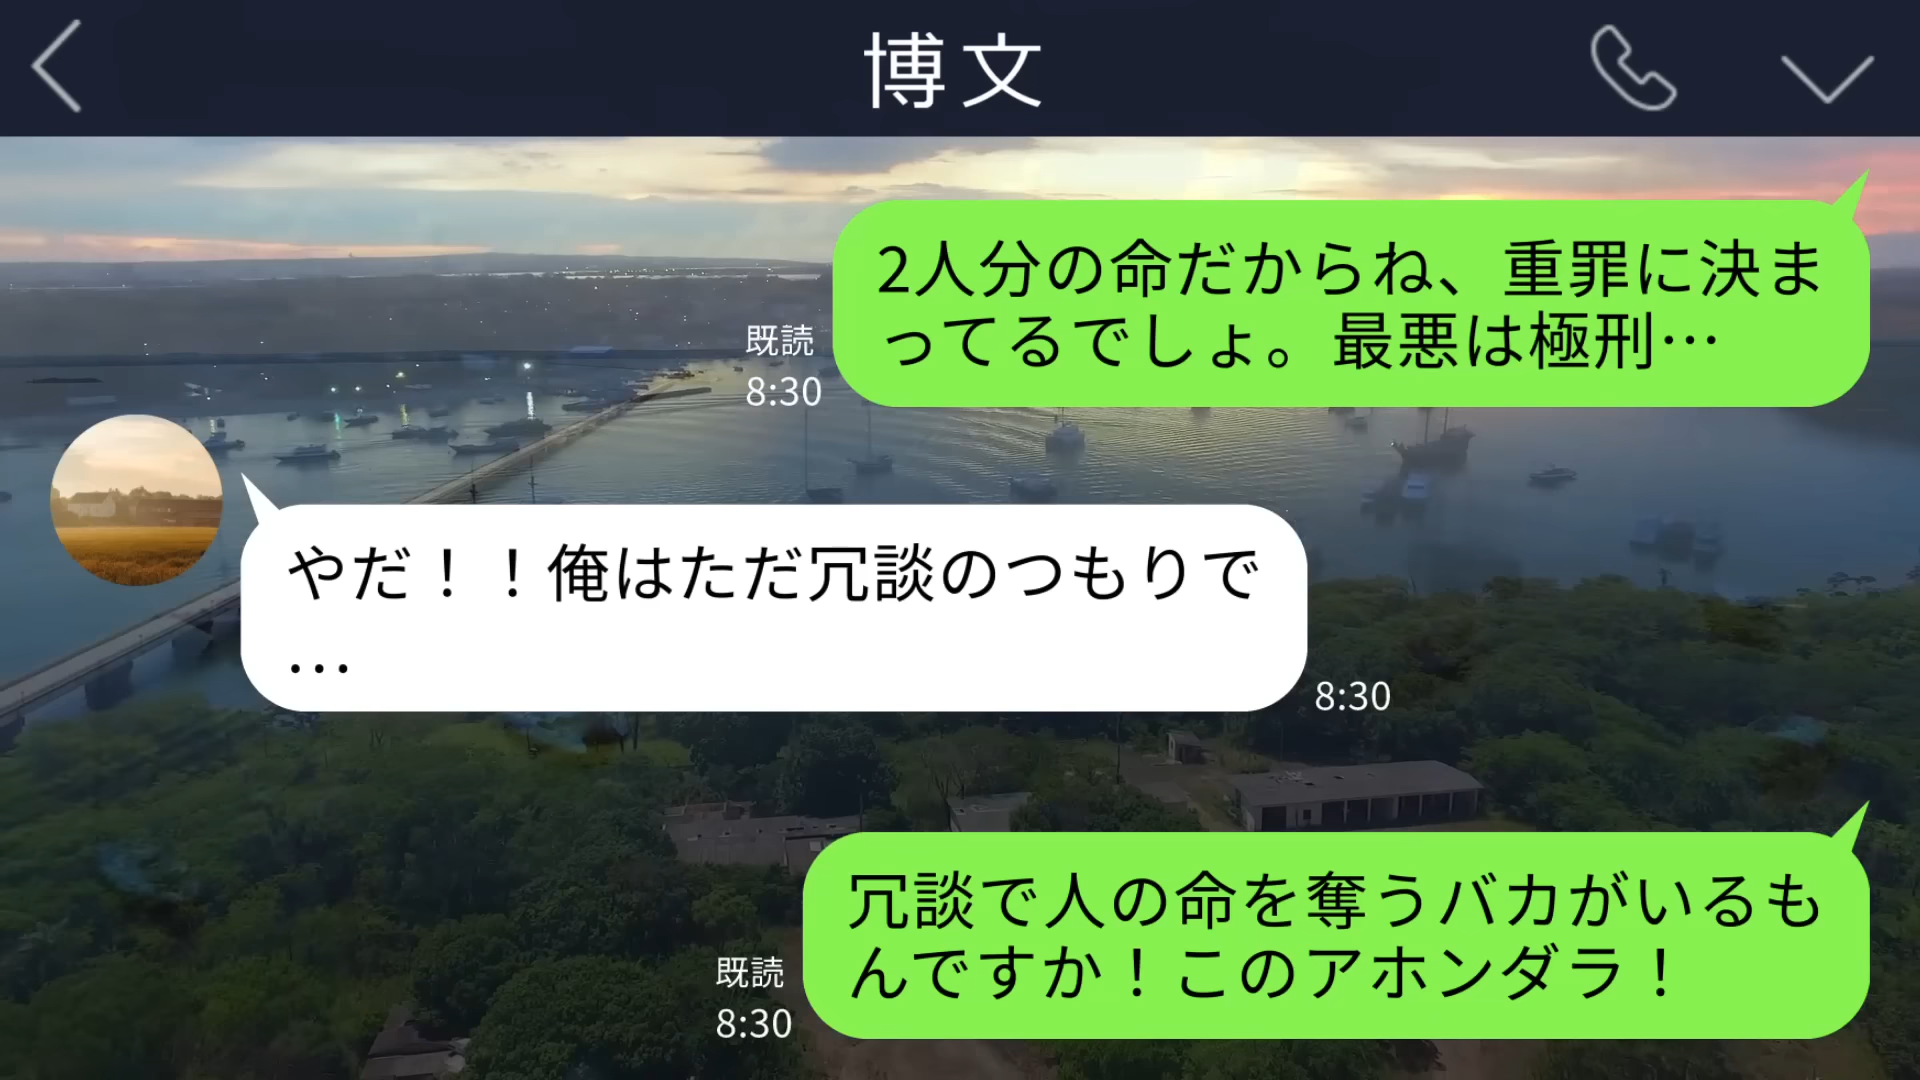 博文
2人分の命だからね、重罪に決ま
ってるでしょ。最悪は極刑…
既読
8:30
やだ！！俺はただ冗談のつもりで
…
8:30
冗談で人の命を奪うバカがいるも
んですか！このアホンダラ！
既読
8:30